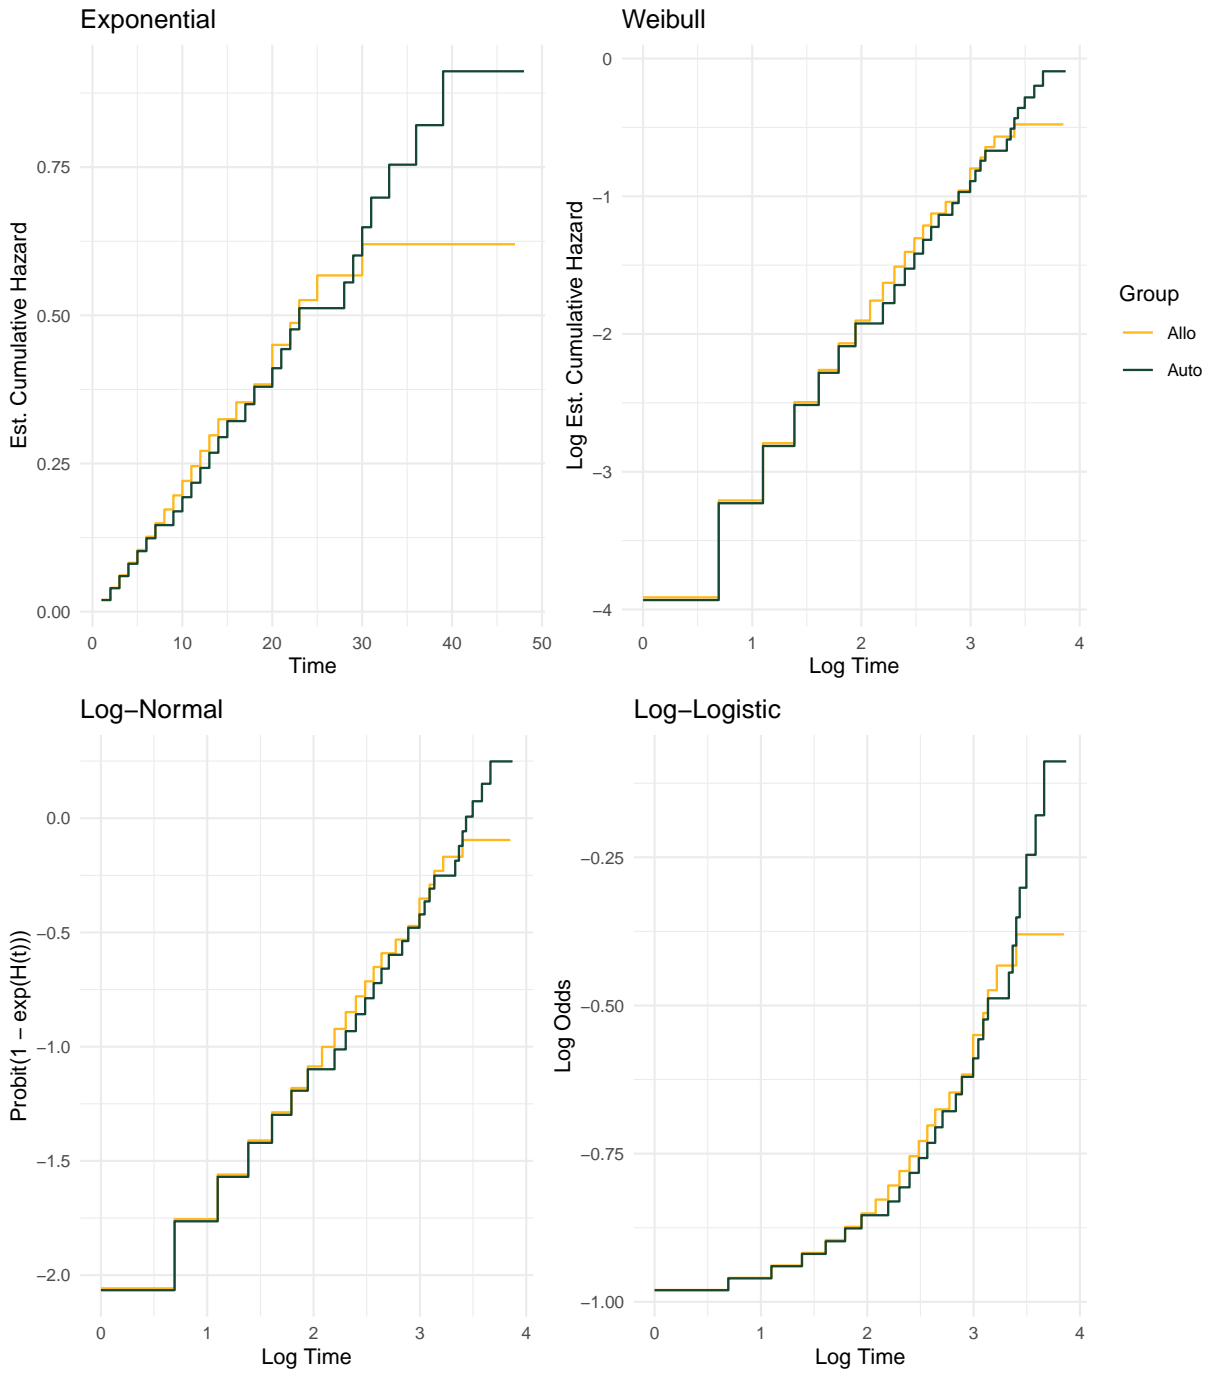 Exponential
Est. Cumulative Hazard
0.75
0.50
0.25
0.00
0 10 20 30 40 50
Time
Weibull
Log Est. Cumulative Hazard
0
−1
−2
−3
−4
0 1 2 3 4
Log Time
Group
Allo
Auto
Log−Normal
Probit(1 − exp(H(t)))
0.0
−0.5
−1.0
−1.5
−2.0
0 1 2 3 4
Log Time
Log−Logistic
Log Odds
−0.25
−0.50
−0.75
−1.00
0 1 2 3 4
Log Time